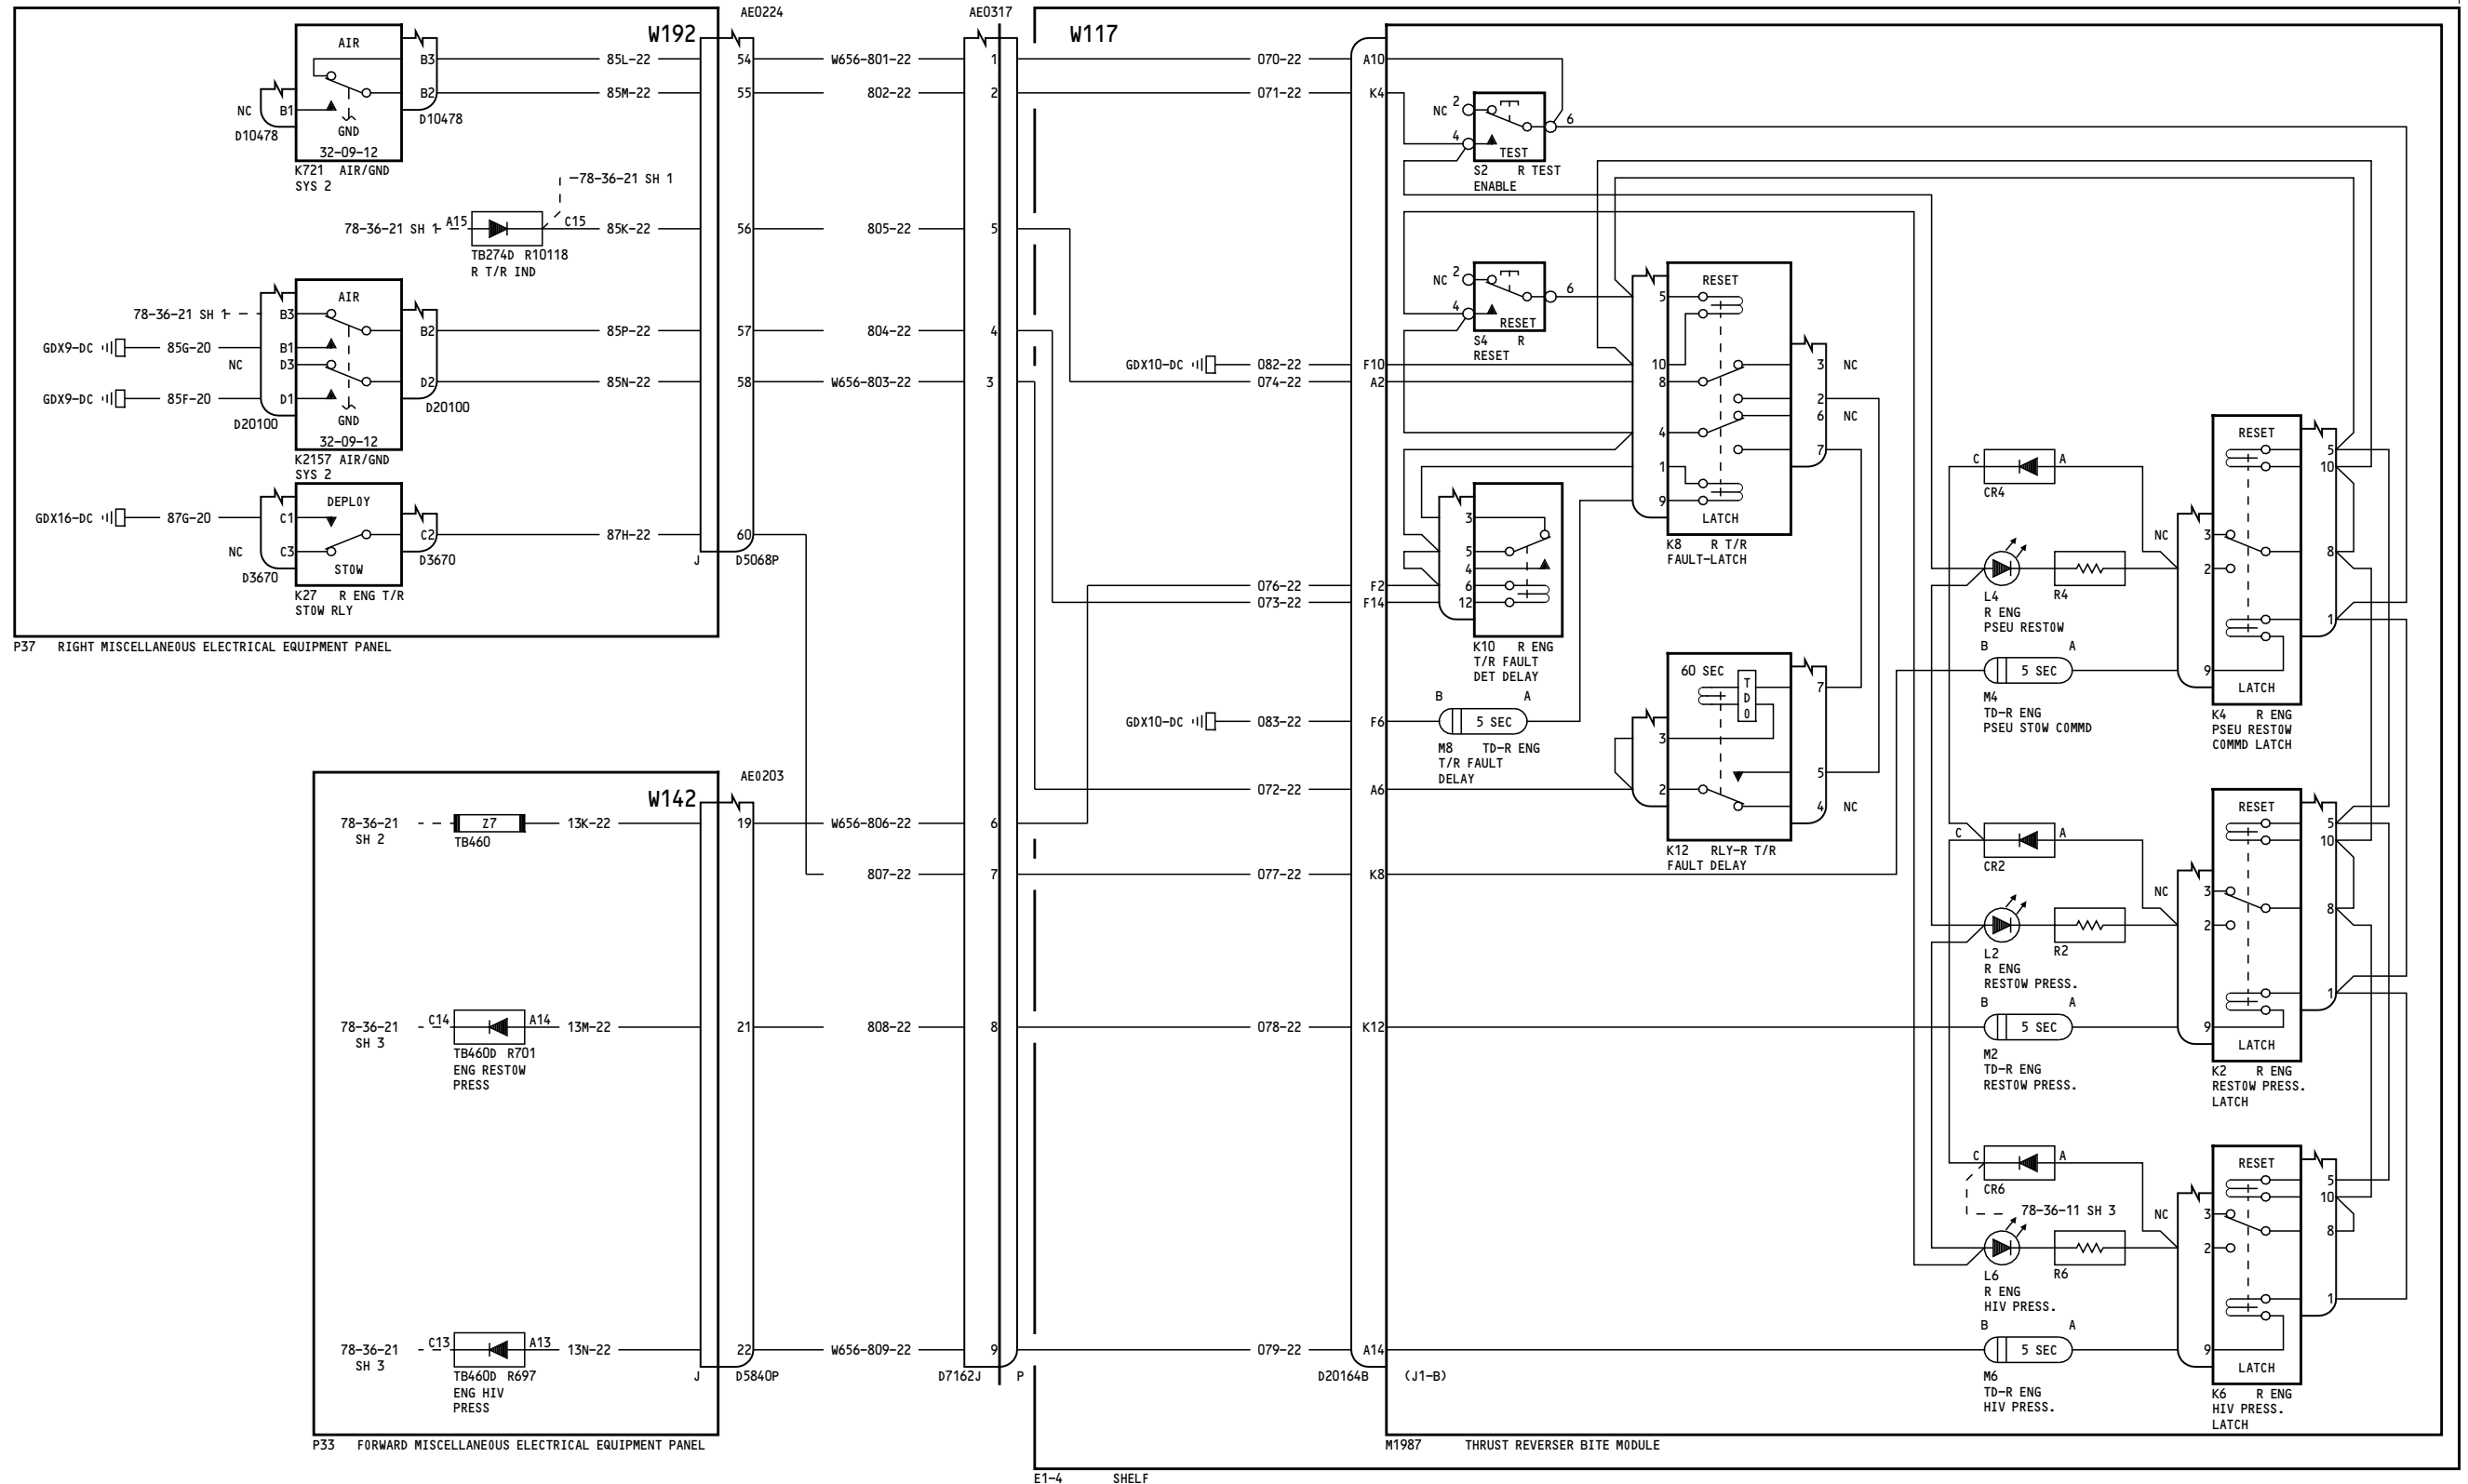 AE0224
AE0317
W192
W117
AIR
B3
85L-22
54
W656-801-22
1
070-22
A10
B2
85M-22
55
802-22
2
071-22
K4
NC
B1
D10478
D10478
GND
32-09-12
K721 AIR/GND
SYS 2
NC
2
4
6
TEST
S2 R TEST
ENABLE
78-36-21 SH 1
78-36-21 SH 1
A15
C15
85K-22
56
805-22
5
TB274D R10118
R T/R IND
AIR
78-36-21 SH 1
B3
B2
85P-22
57
804-22
4
GDX9-DC
85G-20
B1
NC
D3
D2
85N-22
58
W656-803-22
3
GDX9-DC
85F-20
D1
D20100
D20100
GND
32-09-12
K2157 AIR/GND
SYS 2
NC
2
4
6
RESET
S4 R
RESET
GDX10-DC
082-22
F10
074-22
A2
RESET
5
10
8
4
1
9
3
NC
2
6
NC
7
LATCH
K8 R T/R
FAULT-LATCH
DEPLOY
GDX16-DC
87G-20
C1
C2
87H-22
60
NC
C3
D3670
D3670
STOW
K27 R ENG T/R
STOW RLY
J
D5068P
P37 RIGHT MISCELLANEOUS ELECTRICAL EQUIPMENT PANEL
076-22
F2
073-22
F14
3
5
4
6
12
K10 R ENG
T/R FAULT
DET DELAY
GDX10-DC
083-22
F6
B
A
5 SEC
M8 TD-R ENG
T/R FAULT
DELAY
072-22
A6
60 SEC
T
D
O
7
3
5
2
4
NC
K12 RLY-R T/R
FAULT DELAY
C
A
CR4
L4
R ENG
PSEU RESTOW
R4
NC
3
2
9
B
A
5 SEC
M4
TD-R ENG
PSEU STOW COMMD
RESET
5
10
8
1
LATCH
K4 R ENG
PSEU RESTOW
COMMD LATCH
AE0203
W142
78-36-21
SH 2
Z7
TB460
13K-22
19
W656-806-22
6
807-22
7
077-22
K8
C
A
CR2
L2
R ENG
RESTOW PRESS.
R2
NC
3
2
9
RESET
5
10
8
1
LATCH
K2 R ENG
RESTOW PRESS.
LATCH
78-36-21
SH 3
C14
A14
13M-22
21
808-22
8
078-22
K12
TB460D R701
ENG RESTOW
PRESS
B
A
5 SEC
M2
TD-R ENG
RESTOW PRESS.
C
A
CR6
78-36-11 SH 3
L6
R ENG
HIV PRESS.
R6
NC
3
2
9
RESET
5
10
8
1
LATCH
K6 R ENG
HIV PRESS.
LATCH
78-36-21
SH 3
C13
A13
13N-22
22
W656-809-22
9
079-22
A14
TB460D R697
ENG HIV
PRESS
B
A
5 SEC
M6
TD-R ENG
HIV PRESS.
J
D5840P
D7162J
P
D20164B
(J1-B)
P33 FORWARD MISCELLANEOUS ELECTRICAL EQUIPMENT PANEL
M1987 THRUST REVERSER BITE MODULE
E1-4 SHELF